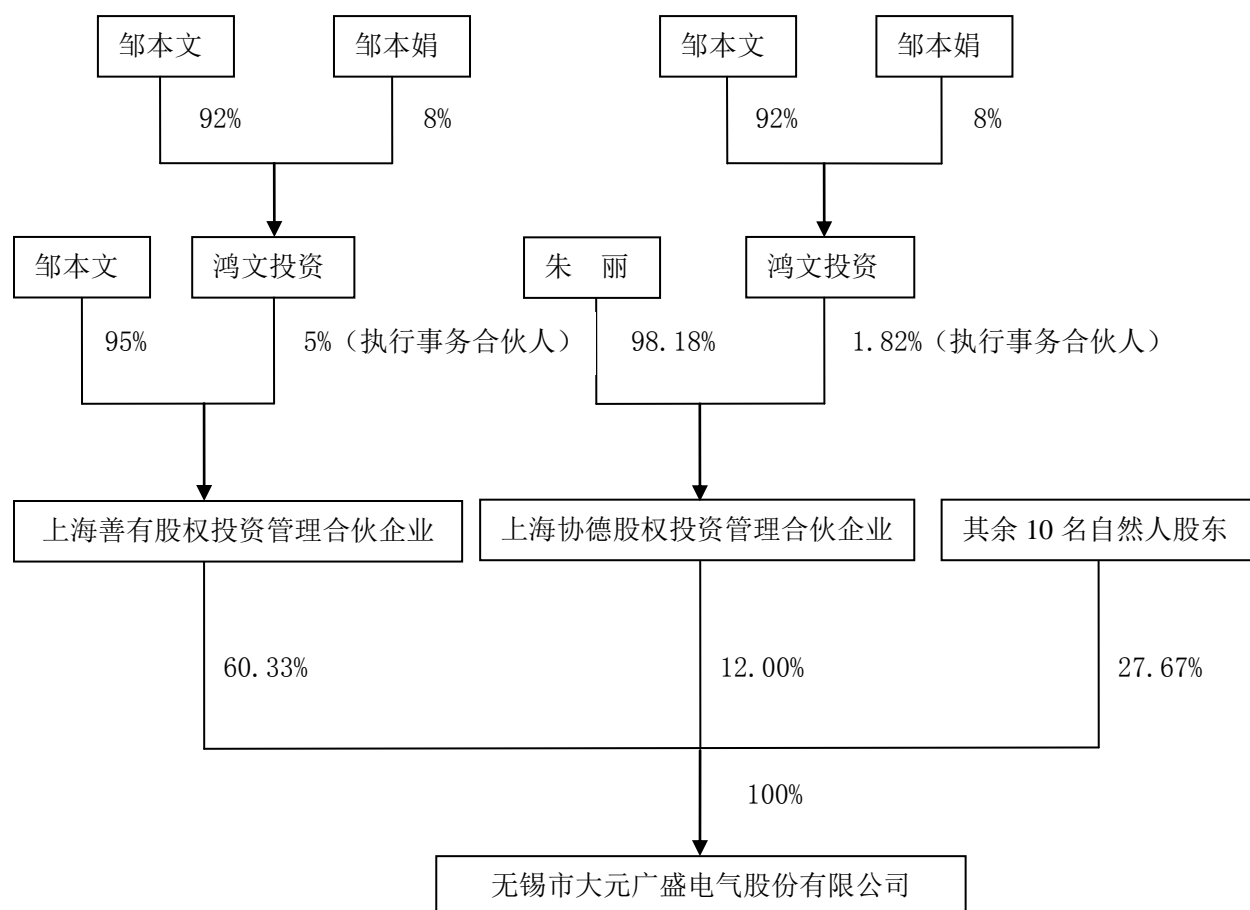 邹本文 邹本娟 邹本文 邹本娟
92% 8% 92% 8%
邹本文 鸿文投资 朱 丽 鸿文投资
95% 5%（执行事务合伙人） 98.18% 1.82%（执行事务合伙人）
上海善有股权投资管理合伙企业 上海协德股权投资管理合伙企业 其余 10 名自然人股东
60.33% 12.00% 27.67%
100%
无锡市大元广盛电气股份有限公司